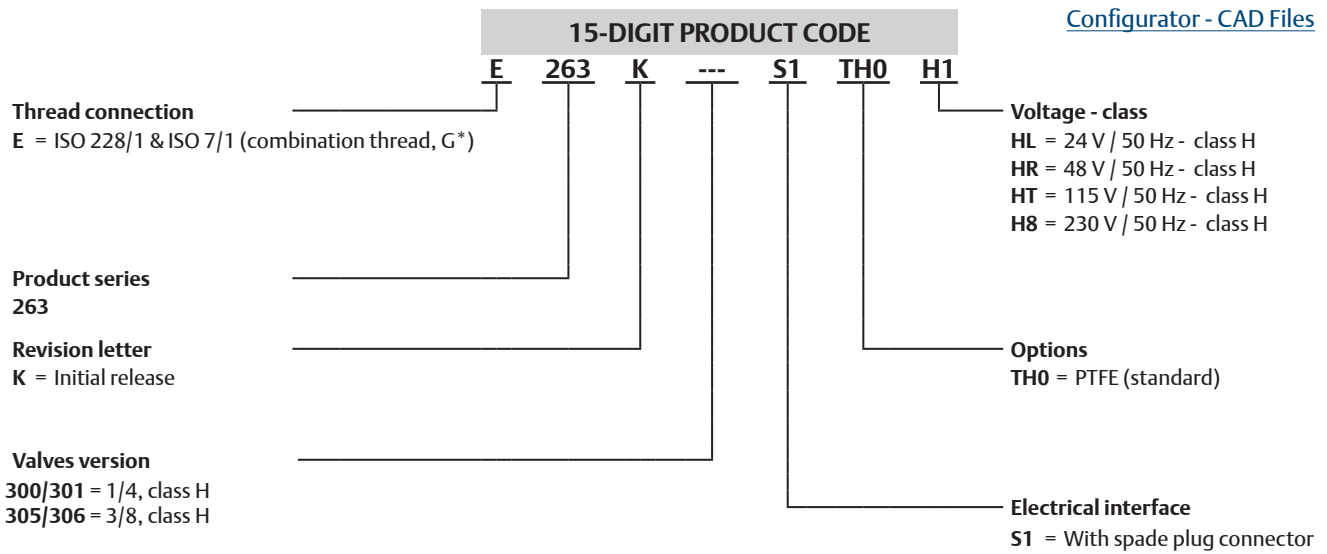 15-DIGIT PRODUCT CODE
Configurator - CAD Files
E 263 K --- S1 TH0 H1
Thread connection
E = ISO 228/1 & ISO 7/1 (combination thread, G*)
Product series
263
Revision letter
K = Initial release
Valves version
300/301 = 1/4, class H
305/306 = 3/8, class H
Voltage - class
HL = 24 V / 50 Hz - class H
HR = 48 V / 50 Hz - class H
HT = 115 V / 50 Hz - class H
H8 = 230 V / 50 Hz - class H
Options
TH0 = PTFE (standard)
Electrical interface
S1 = With spade plug connector